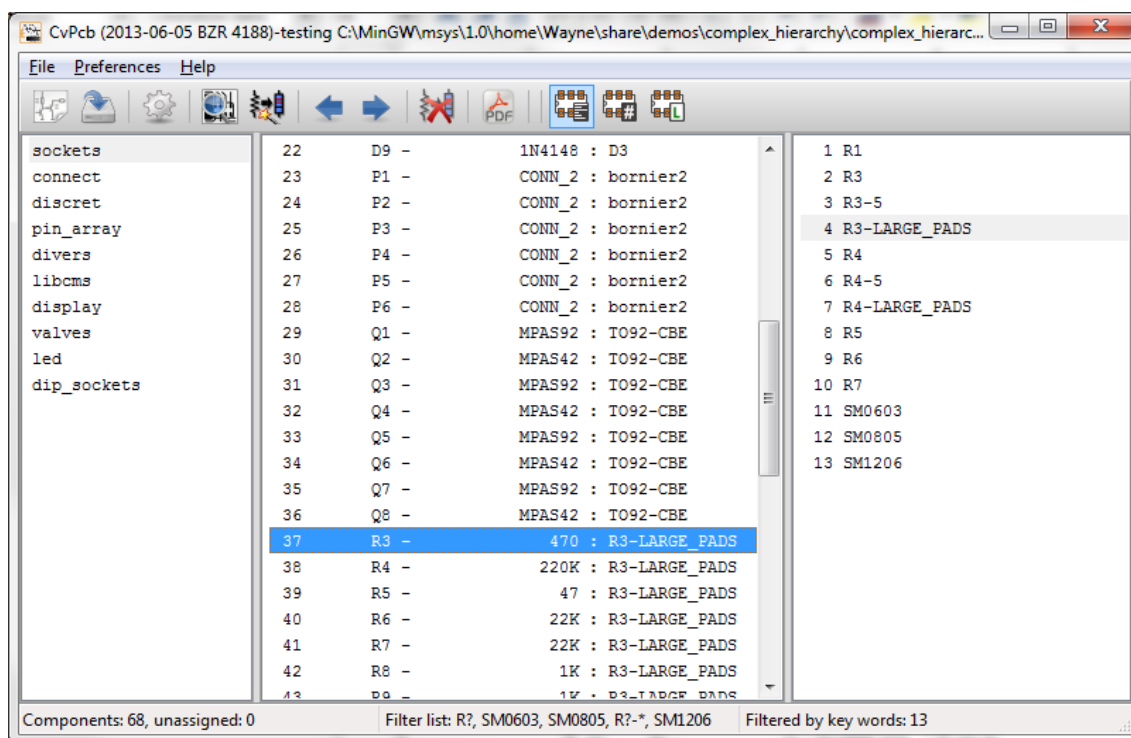 CvPcb (2013-06-05 BZR 4188)-testing C:\MinGW\msys\1.0\home\Wayne\share\demos\complex_hierarchy\complex_hierarc...
File Preferences Help
PDF # L
sockets
connect
discret
pin_array
divers
libcms
display
valves
led
dip_sockets
22 D9 - 1N4148 : D3
23 P1 - CONN_2 : bornier2
24 P2 - CONN_2 : bornier2
25 P3 - CONN_2 : bornier2
26 P4 - CONN_2 : bornier2
27 P5 - CONN_2 : bornier2
28 P6 - CONN_2 : bornier2
29 Q1 - MPAS92 : TO92-CBE
30 Q2 - MPAS42 : TO92-CBE
31 Q3 - MPAS92 : TO92-CBE
32 Q4 - MPAS42 : TO92-CBE
33 Q5 - MPAS92 : TO92-CBE
34 Q6 - MPAS42 : TO92-CBE
35 Q7 - MPAS92 : TO92-CBE
36 Q8 - MPAS42 : TO92-CBE
37 R3 - 470 : R3-LARGE_PADS
38 R4 - 220K : R3-LARGE_PADS
39 R5 - 47 : R3-LARGE_PADS
40 R6 - 22K : R3-LARGE_PADS
41 R7 - 22K : R3-LARGE_PADS
42 R8 - 1K : R3-LARGE_PADS
43 R9 - 1K : R3-LARGE_PADS
1 R1
2 R3
3 R3-5
4 R3-LARGE_PADS
5 R4
6 R4-5
7 R4-LARGE_PADS
8 R5
9 R6
10 R7
11 SM0603
12 SM0805
13 SM1206
Components: 68, unassigned: 0
Filter list: R?, SM0603, SM0805, R?-*, SM1206
Filtered by key words: 13